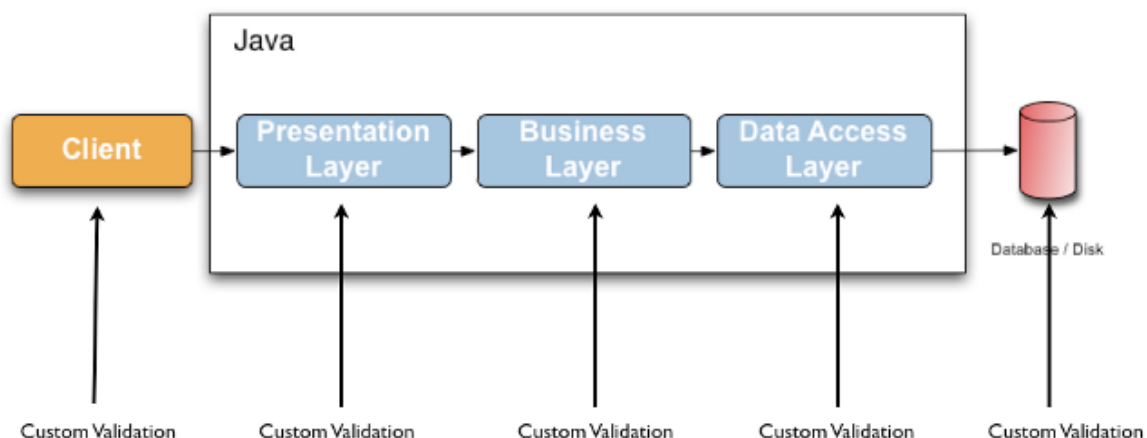 Java
Client
Presentation
Layer
Business
Layer
Data Access
Layer
Database / Disk
Custom Validation
Custom Validation
Custom Validation
Custom Validation
Custom Validation